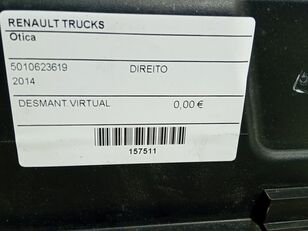 RENAULT TRUCKS
Otica
5010623619 DIREITO
2014
DESMANT. VIRTUAL 0,00 €
157511